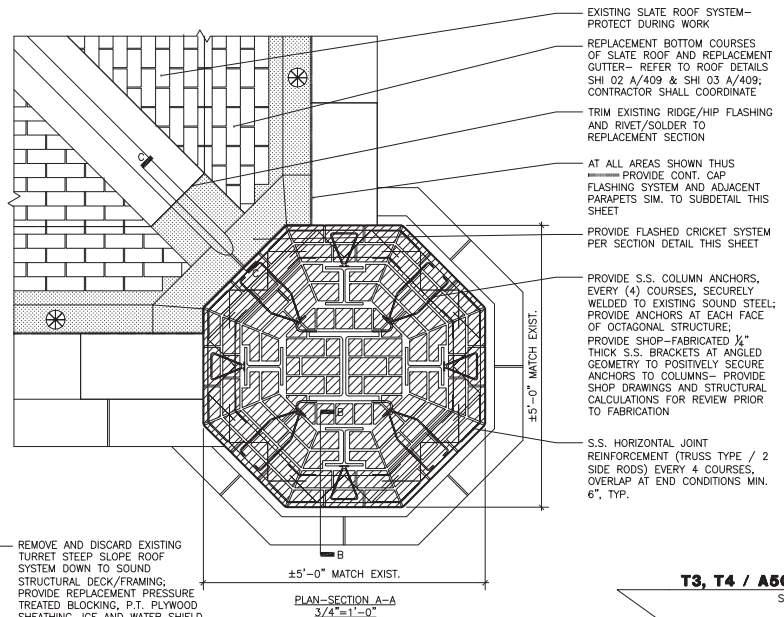 EXISTING SLATE ROOF SYSTEM–
PROTECT DURING WORK
REPLACEMENT BOTTOM COURSES
OF SLATE ROOF AND REPLACEMENT
GUTTER– REFER TO ROOF DETAILS
SHI 02 A/409 & SHI 03 A/409;
CONTRACTOR SHALL COORDINATE
TRIM EXISTING RIDGE/HIP FLASHING
AND RIVET/SOLDER TO
REPLACEMENT SECTION
AT ALL AREAS SHOWN THUS
PROVIDE CONT. CAP
FLASHING SYSTEM AND ADJACENT
PARAPETS SIM. TO SUBDETAIL THIS
SHEET
PROVIDE FLASHED CRICKET SYSTEM
PER SECTION DETAIL THIS SHEET
PROVIDE S.S. COLUMN ANCHORS,
EVERY (4) COURSES, SECURELY
WELDED TO EXISTING SOUND STEEL;
PROVIDE ANCHORS AT EACH FACE
OF OCTAGONAL STRUCTURE;
PROVIDE SHOP–FABRICATED ¼"
THICK S.S. BRACKETS AT ANGLED
GEOMETRY TO POSITIVELY SECURE
ANCHORS TO COLUMNS– PROVIDE
SHOP DRAWINGS AND STRUCTURAL
CALCULATIONS FOR REVIEW PRIOR
TO FABRICATION
S.S. HORIZONTAL JOINT
REINFORCEMENT (TRUSS TYPE / 2
SIDE RODS) EVERY 4 COURSES,
OVERLAP AT END CONDITIONS MIN.
6", TYP.
C
C
±5'–0" MATCH EXIST.
B
B
±5'–0" MATCH EXIST.
PLAN–SECTION A–A
3/4"=1'–0"
REMOVE AND DISCARD EXISTING
TURRET STEEP SLOPE ROOF
SYSTEM DOWN TO SOUND
STRUCTURAL DECK/FRAMING;
PROVIDE REPLACEMENT PRESSURE
TREATED BLOCKING, P.T. PLYWOOD
SHEATHING, ICE AND WATER SHIELD
T3, T4 / A50
S